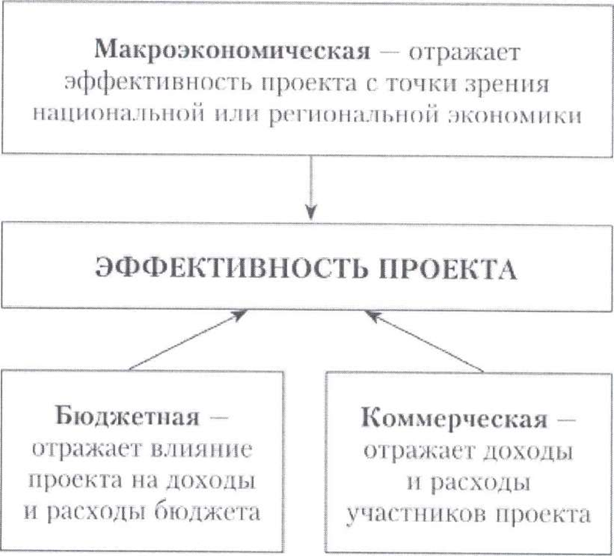 Макроэкономическая — отражает
эффективность проекта с точки зрения
национальной или региональной экономики
ЭФФЕКТИВНОСТЬ ПРОЕКТА
Бюджетная —
отражает влияние
проекта на доходы
и расходы бюджета
Коммерческая —
отражает доходы
и расходы
участников проекта